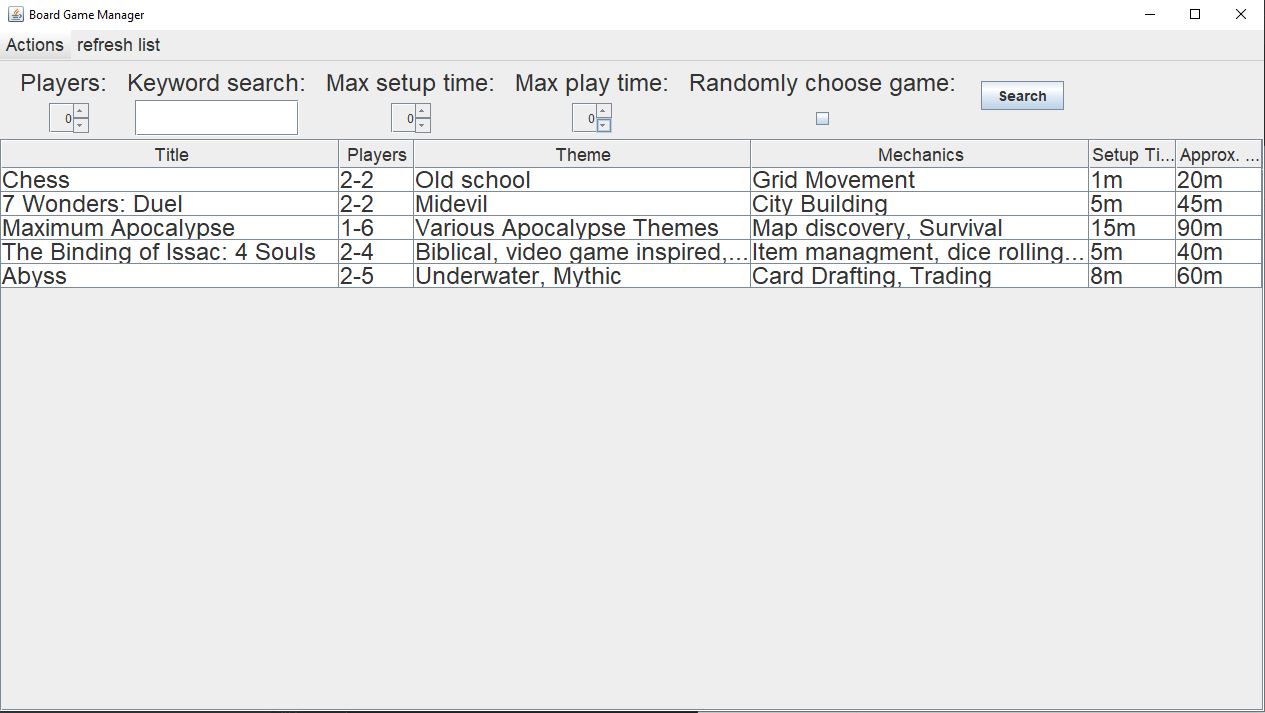 Board Game Manager
Actions refresh list
Players: Keyword search: Max setup time: Max play time: Randomly choose game: Search
0 0 0
Title Players Theme Mechanics Setup Ti... Approx. ...
Chess 2-2 Old school Grid Movement 1m 20m
7 Wonders: Duel 2-2 Midevil City Building 5m 45m
Maximum Apocalypse 1-6 Various Apocalypse Themes Map discovery, Survival 15m 90m
The Binding of Issac: 4 Souls 2-4 Biblical, video game inspired,... Item managment, dice rolling... 5m 40m
Abyss 2-5 Underwater, Mythic Card Drafting, Trading 8m 60m